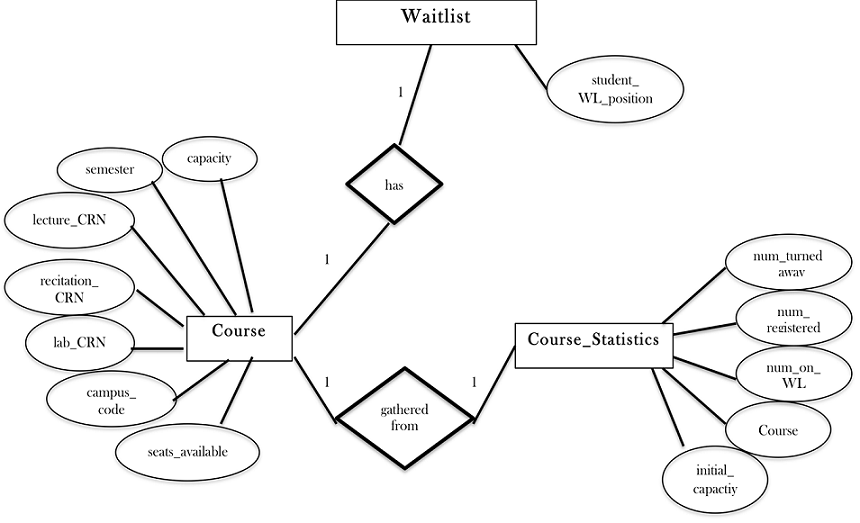 Waitlist
student_
WL_position
1
has
capacity
semester
lecture_CRN
1
recitation_
CRN
num_turned
away
num_
registered
Course
Course_Statistics
lab_CRN
num_on_
WL
campus_
code
1
1
gathered
from
Course
seats_available
initial_
capactiy